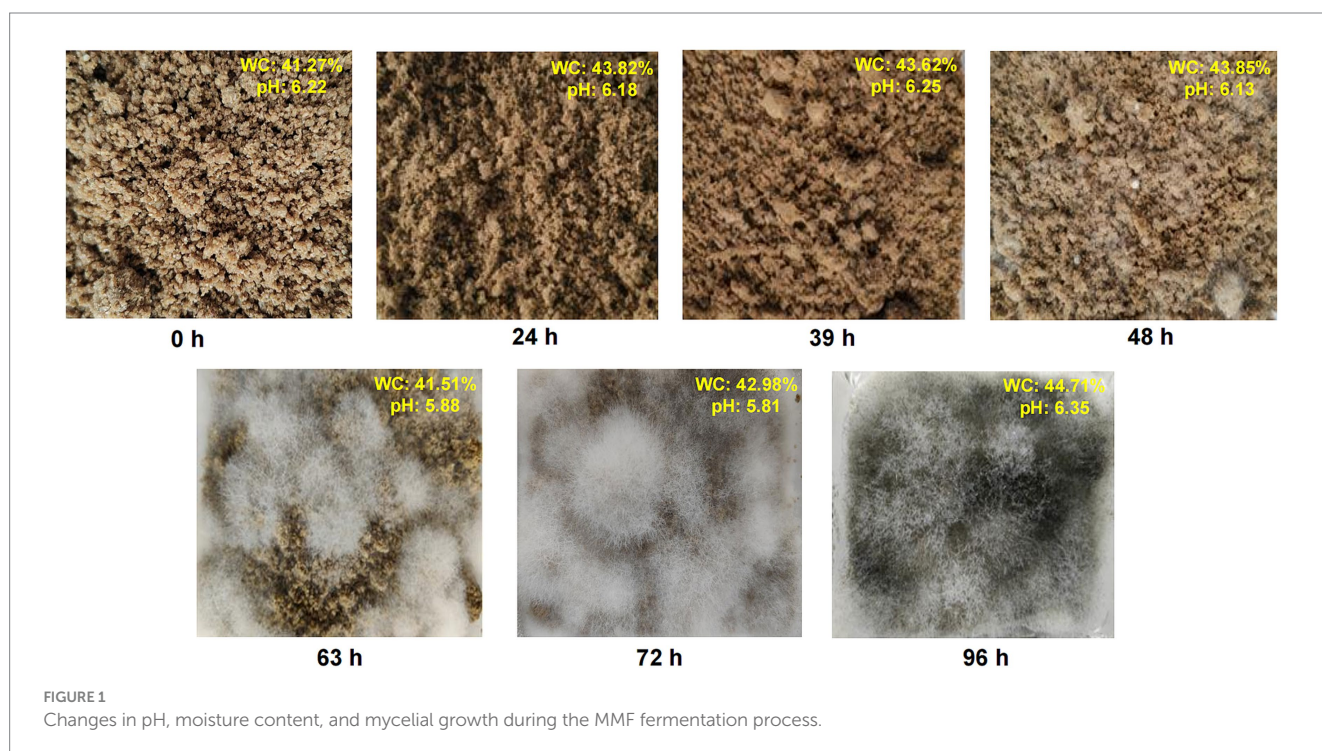 WC: 41.27%
pH: 6.22
WC: 43.82%
pH: 6.18
WC: 43.62%
pH: 6.25
WC: 43.85%
pH: 6.13
0 h
24 h
39 h
48 h
WC: 41.51%
pH: 5.88
WC: 42.98%
pH: 5.81
WC: 44.71%
pH: 6.35
63 h
72 h
96 h
FIGURE 1
Changes in pH, moisture content, and mycelial growth during the MMF fermentation process.